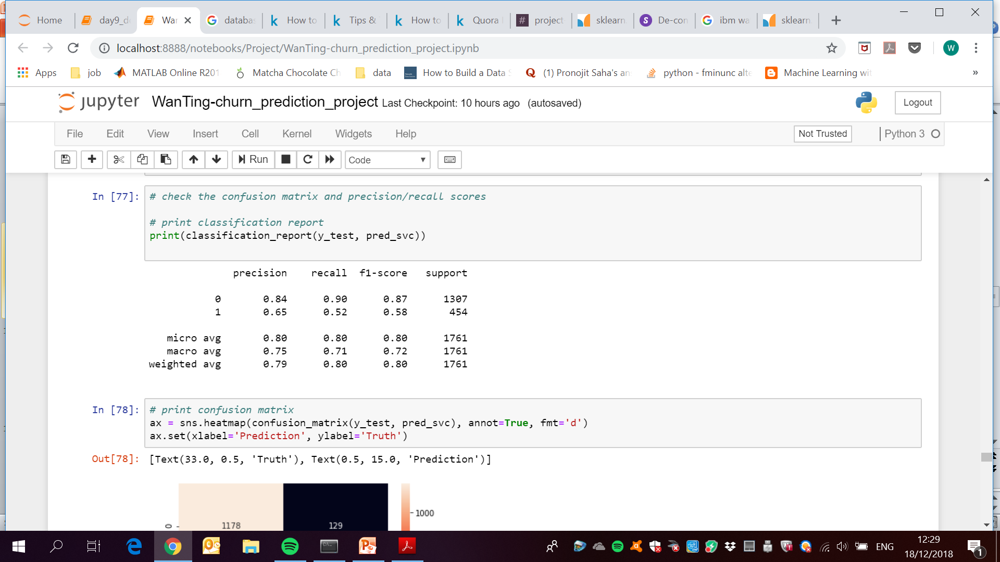 Home day9_d Wa databas How to Tips & How to Quora project sklearn. De-con ibm wa sklearn.
localhost:8888/notebooks/Project/WanTing-churn_prediction_project.ipynb W
Apps job MATLAB Online R201 Matcha Chocolate Ch data How to Build a Data (1) Pronojit Saha's an python - fminunc alte Machine Learning wit »
jupyter WanTing-churn_prediction_project Last Checkpoint: 10 hours ago (autosaved) Logout
File Edit View Insert Cell Kernel Widgets Help Not Trusted Python 3
Run Code
In [77]: # check the confusion matrix and precision/recall scores
# print classification report
print(classification_report(y_test, pred_svc))
precision recall f1-score support
0 0.84 0.90 0.87 1307
1 0.65 0.52 0.58 454
micro avg 0.80 0.80 0.80 1761
macro avg 0.75 0.71 0.72 1761
weighted avg 0.79 0.80 0.80 1761
In [78]: # print confusion matrix
ax = sns.heatmap(confusion_matrix(y_test, pred_svc), annot=True, fmt='d')
ax.set(xlabel='Prediction', ylabel='Truth')
Out[78]: [Text(33.0, 0.5, 'Truth'), Text(0.5, 15.0, 'Prediction')]
1000
0 1178 129
ENG 12:29
18/12/2018 1